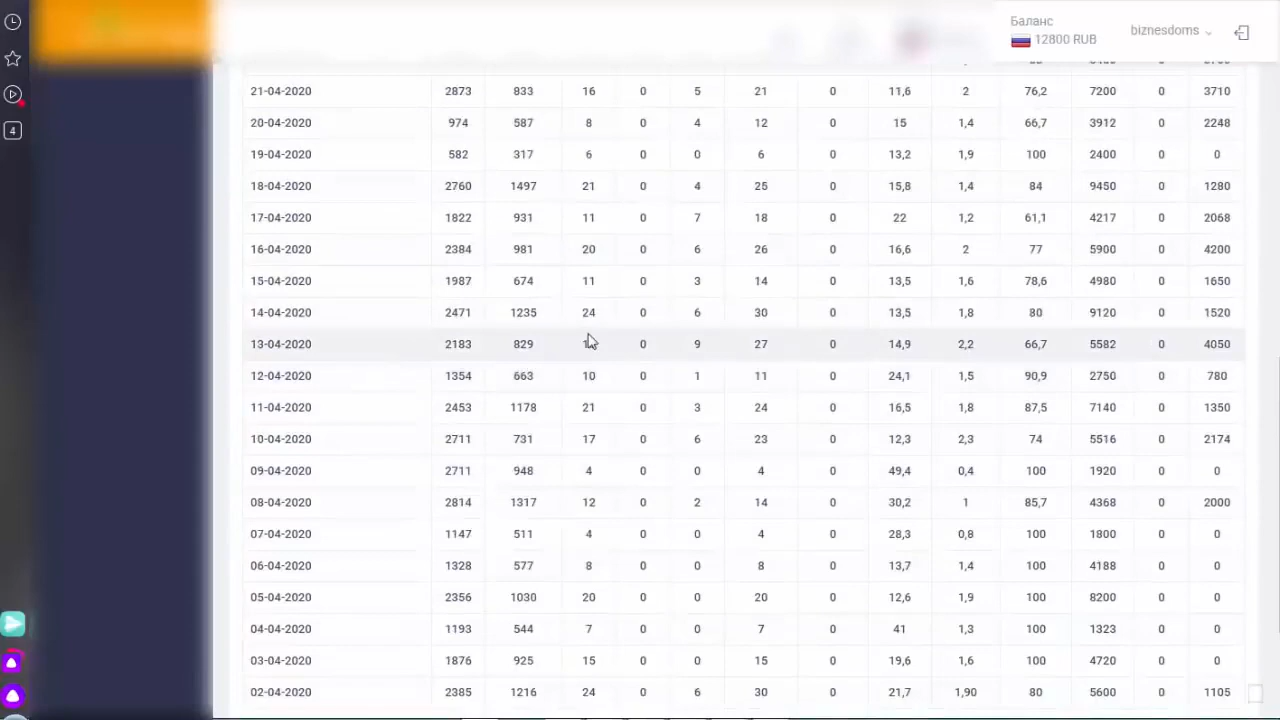 Баланс
12800 RUB
biznesdoms
4
21-04-2020 2873 833 16 0 5 21 0 11,6 2 76,2 7200 0 3710
20-04-2020 974 587 8 0 4 12 0 15 1,4 66,7 3912 0 2248
19-04-2020 582 317 6 0 0 6 0 13,2 1,9 100 2400 0 0
18-04-2020 2760 1497 21 0 4 25 0 15,8 1,4 84 9450 0 1280
17-04-2020 1822 931 11 0 7 18 0 22 1,2 61,1 4217 0 2068
16-04-2020 2384 981 20 0 6 26 0 16,6 2 77 5900 0 4200
15-04-2020 1987 674 11 0 3 14 0 13,5 1,6 78,6 4980 0 1650
14-04-2020 2471 1235 24 0 6 30 0 13,5 1,8 80 9120 0 1520
13-04-2020 2183 829 0 9 27 0 14,9 2,2 66,7 5582 0 4050
12-04-2020 1354 663 10 0 1 11 0 24,1 1,5 90,9 2750 0 780
11-04-2020 2453 1178 21 0 3 24 0 16,5 1,8 87,5 7140 0 1350
10-04-2020 2711 731 17 0 6 23 0 12,3 2,3 74 5516 0 2174
09-04-2020 2711 948 4 0 0 4 0 49,4 0,4 100 1920 0 0
08-04-2020 2814 1317 12 0 2 14 0 30,2 1 85,7 4368 0 2000
07-04-2020 1147 511 4 0 0 4 0 28,3 0,8 100 1800 0 0
06-04-2020 1328 577 8 0 0 8 0 13,7 1,4 100 4188 0 0
05-04-2020 2356 1030 20 0 0 20 0 12,6 1,9 100 8200 0 0
04-04-2020 1193 544 7 0 0 7 0 41 1,3 100 1323 0 0
03-04-2020 1876 925 15 0 0 15 0 19,6 1,6 100 4720 0 0
02-04-2020 2385 1216 24 0 6 30 0 21,7 1,90 80 5600 0 1105